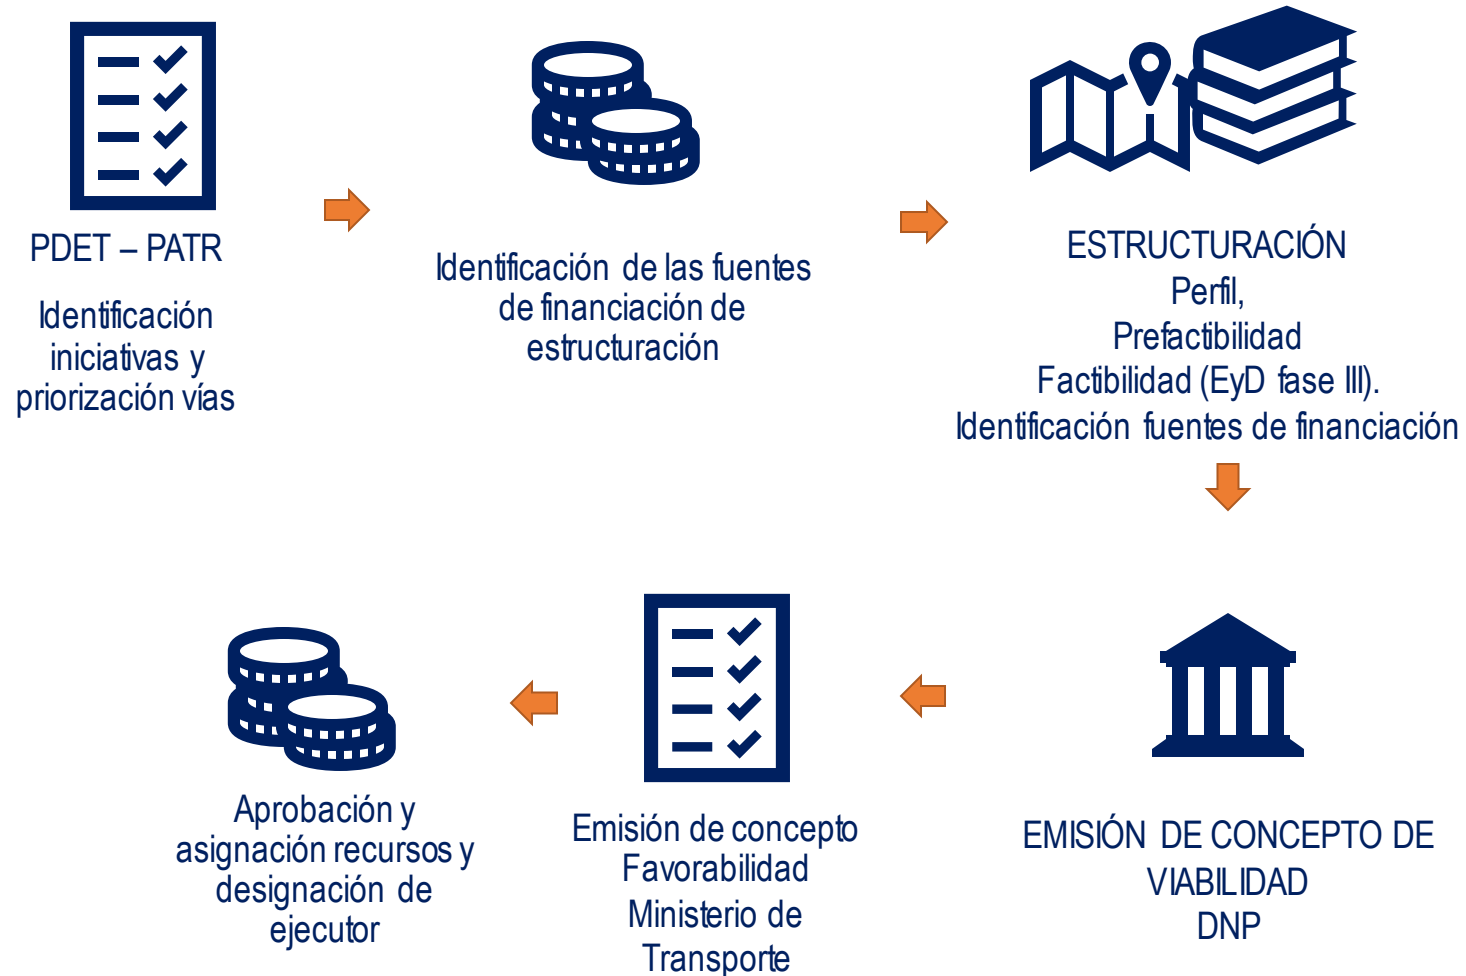 PDET – PATR
Identificación
iniciativas y
priorización vías
Identificación de las fuentes
de financiación de
estructuración
ESTRUCTURACIÓN
Perfil,
Prefactibilidad
Factibilidad (EyD fase III).
Identificación fuentes de financiación
EMISIÓN DE CONCEPTO DE
VIABILIDAD
DNP
Emisión de concepto
Favorabilidad
Ministerio de
Transporte
Aprobación y
asignación recursos y
designación de
ejecutor